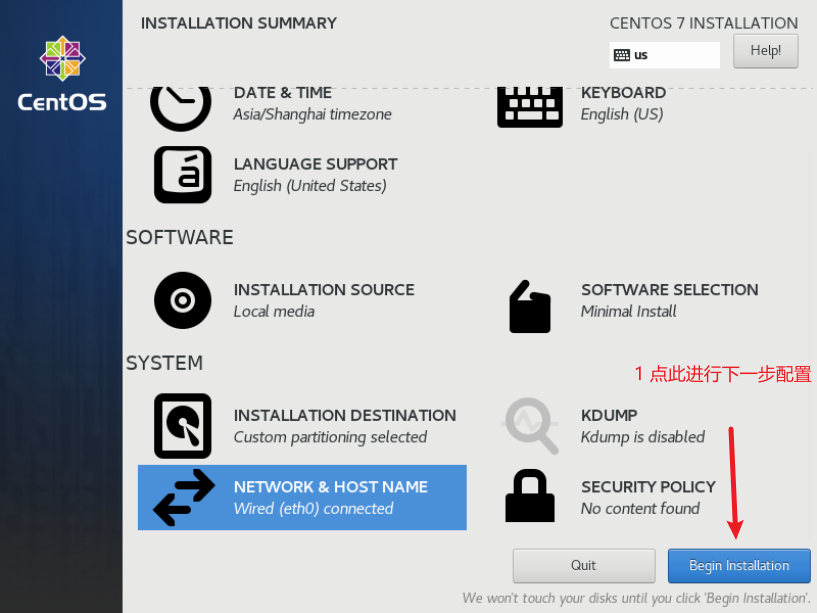 INSTALLATION SUMMARY
CENTOS 7 INSTALLATION
us
Help!
CentOS
DATE & TIME
Asia/Shanghai timezone
KEYBOARD
English (US)
á
LANGUAGE SUPPORT
English (United States)
SOFTWARE
INSTALLATION SOURCE
Local media
SOFTWARE SELECTION
Minimal Install
SYSTEM
1 点此进行下一步配置
INSTALLATION DESTINATION
Custom partitioning selected
KDUMP
Kdump is disabled
NETWORK & HOST NAME
Wired (eth0) connected
SECURITY POLICY
No content found
Quit
Begin Installation
We won't touch your disks until you click 'Begin Installation'.